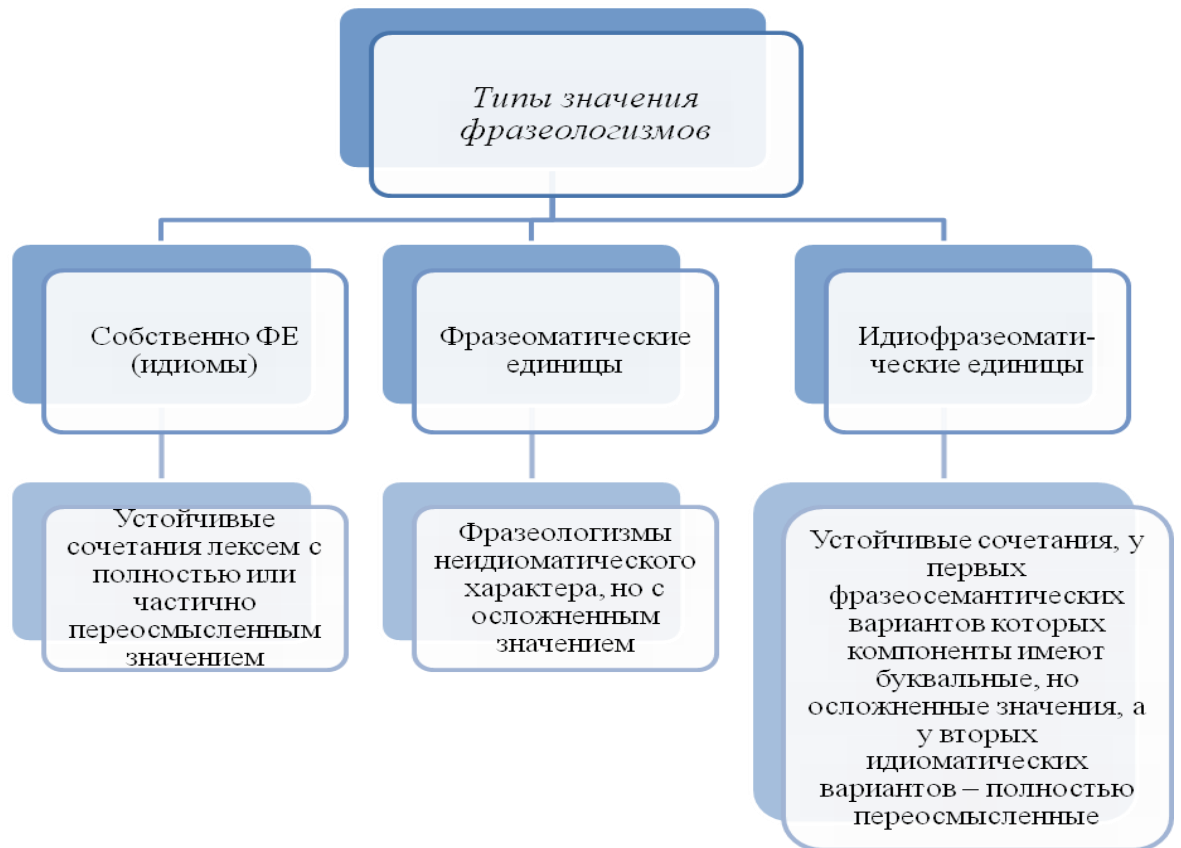 Типы значения
фразеологизмов
Собственно ФЕ
(идиомы)
Фразеоматические
единицы
Идиофразеомати-
ческие единицы
Устойчивые
сочетания лексем с
полностью или
частично
переосмысленным
значением
Фразеологизмы
неидиоматического
характера, но с
осложненным
значением
Устойчивые сочетания, у
первых
фразеосемантических
вариантов которых
компоненты имеют
буквальные, но
осложненные значения, а
у вторых
идиоматических
вариантов – полностью
переосмысленные